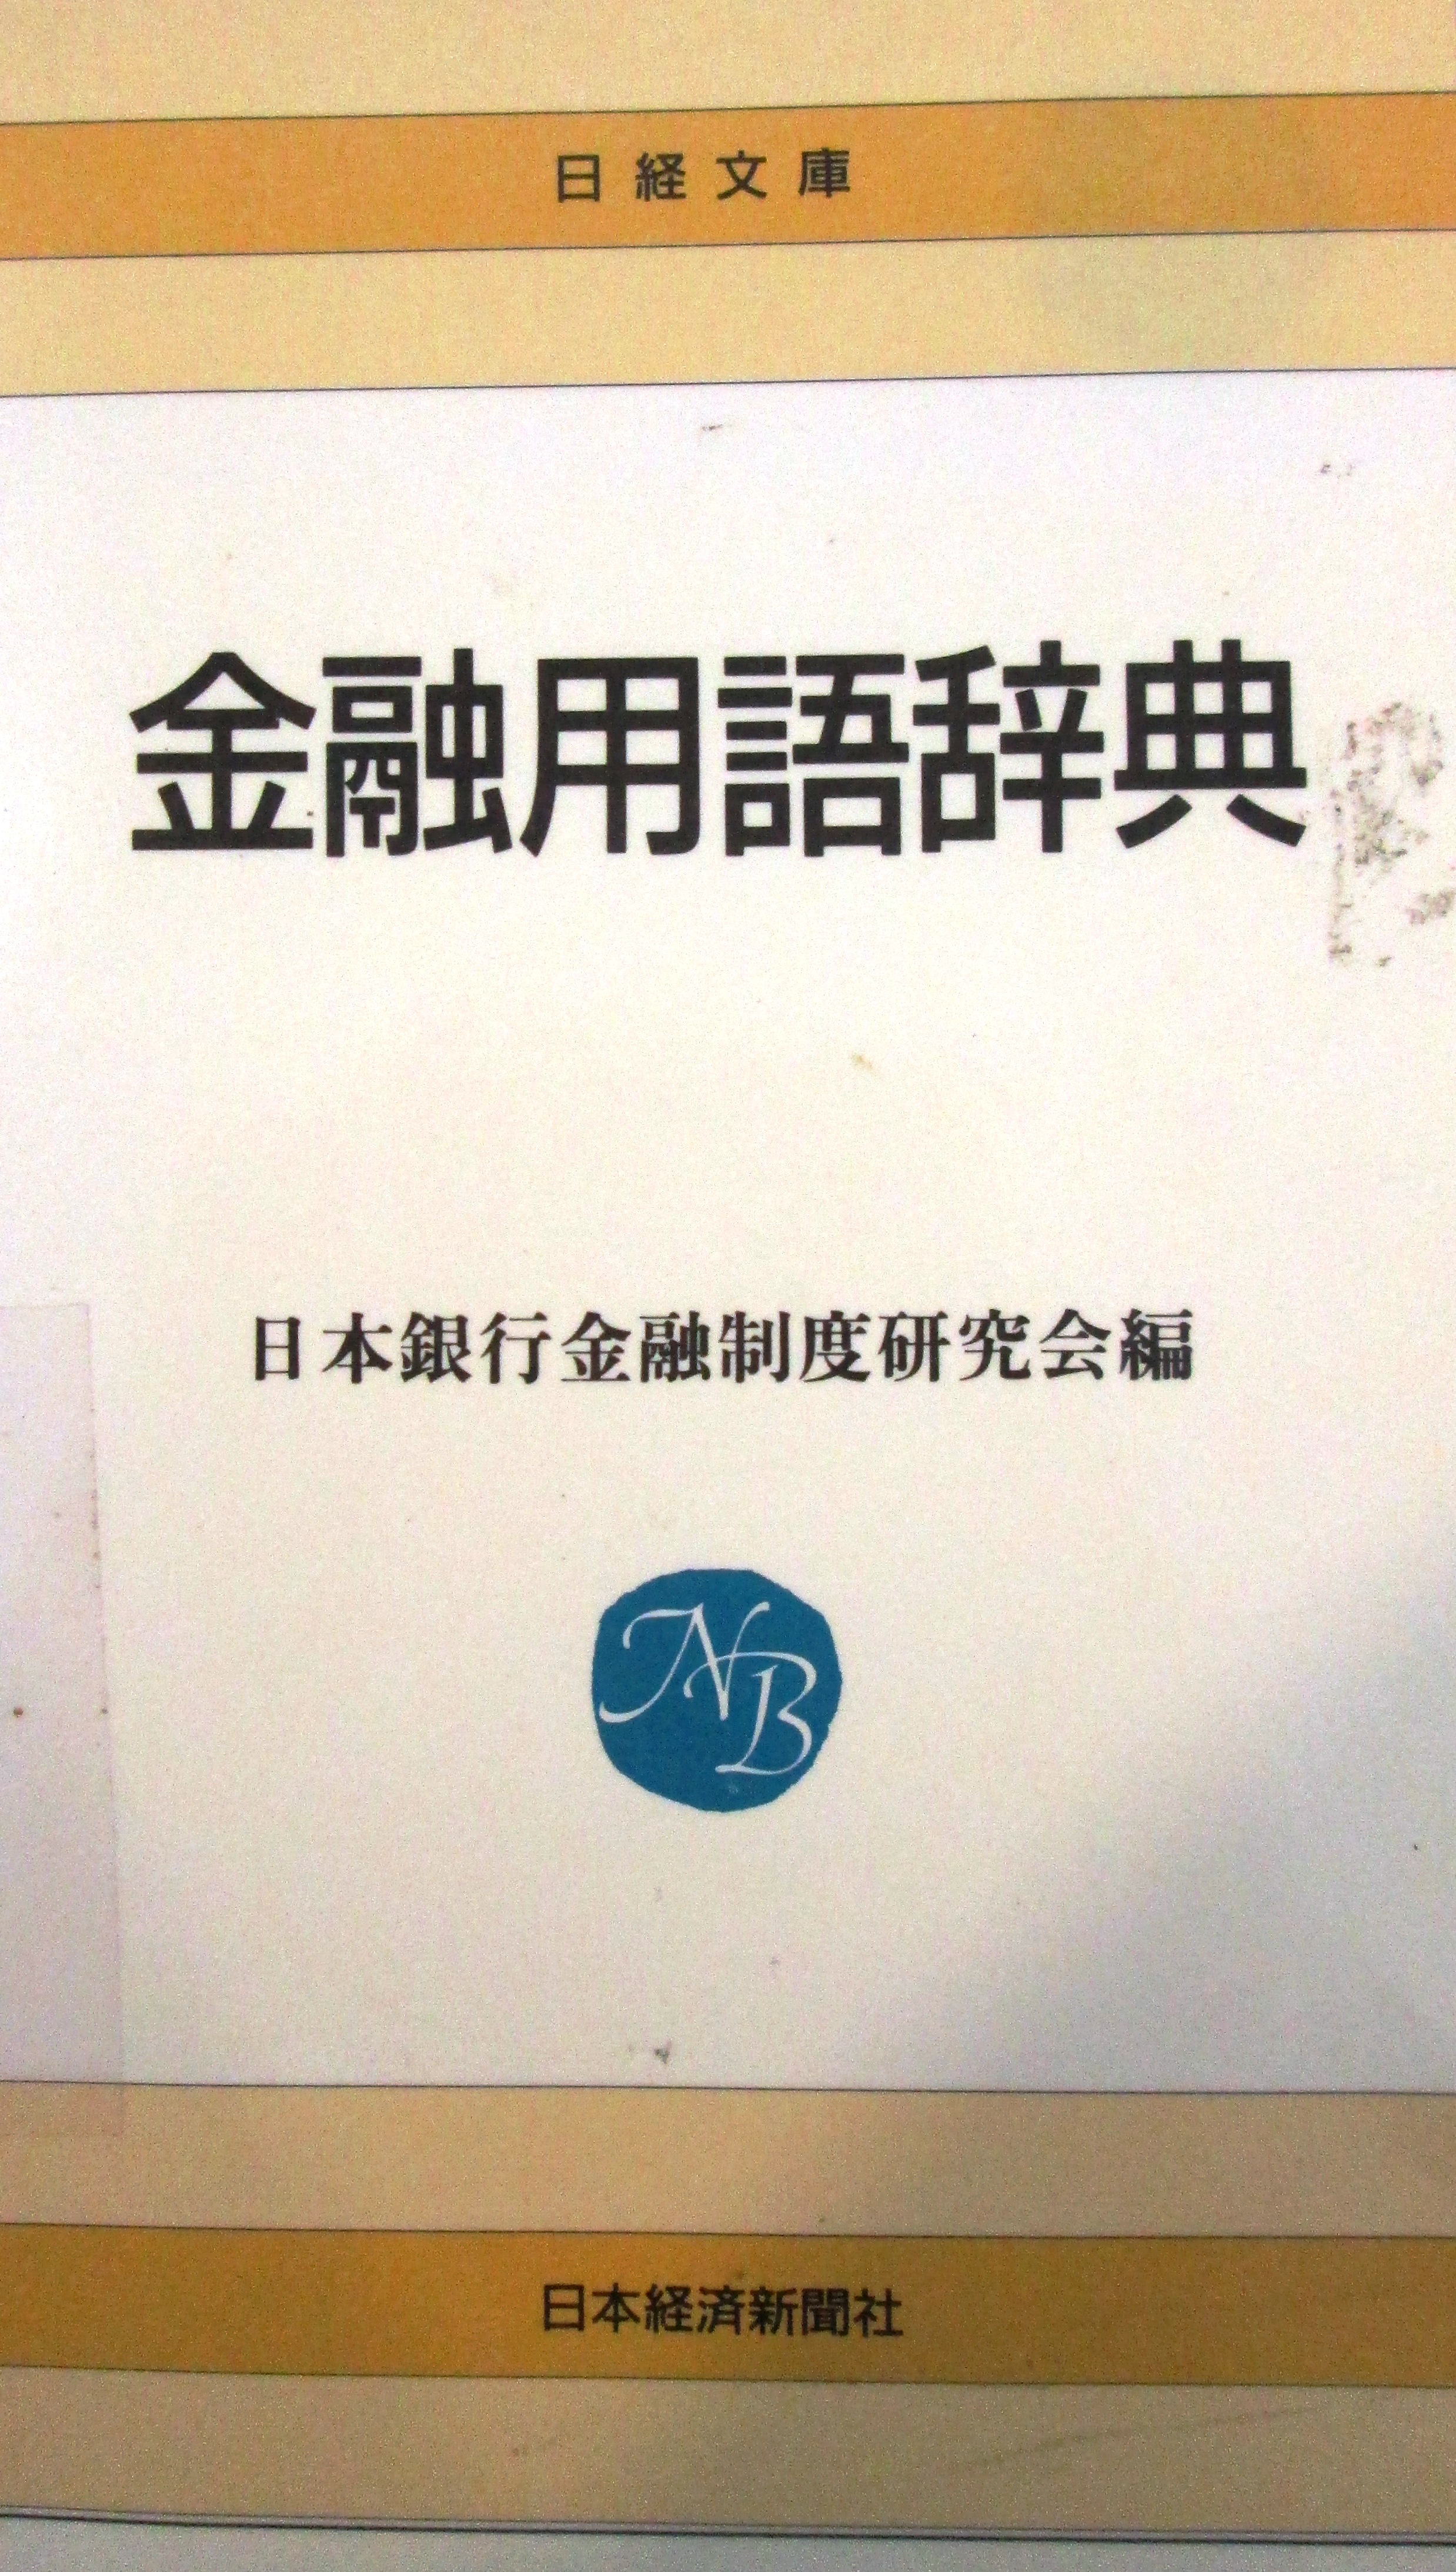 日経文庫
金融用語辞典
日本銀行金融制度研究会編
NB
日本経済新聞社